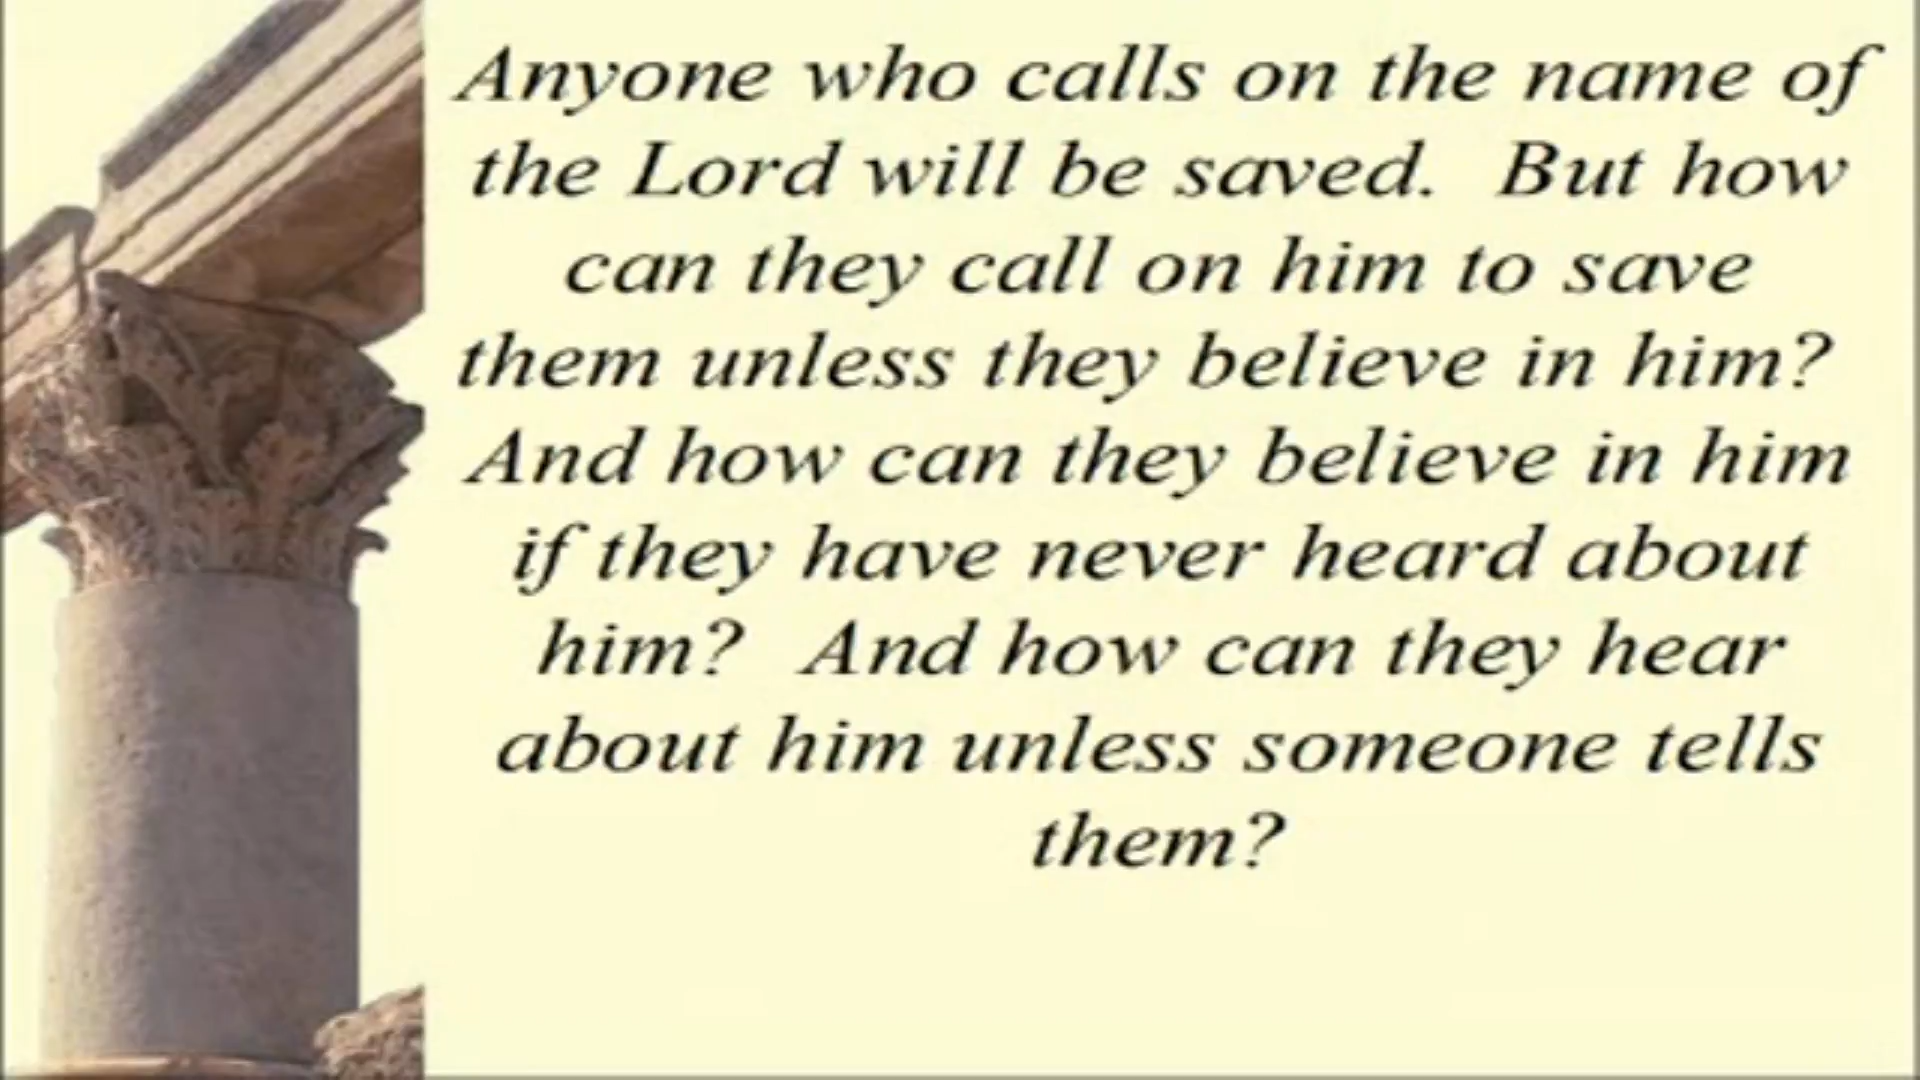 Anyone who calls on the name of
the Lord will be saved.  But how
can they call on him to save
them unless they believe in him?
And how can they believe in him
if they have never heard about
him?  And how can they hear
about him unless someone tells
them?